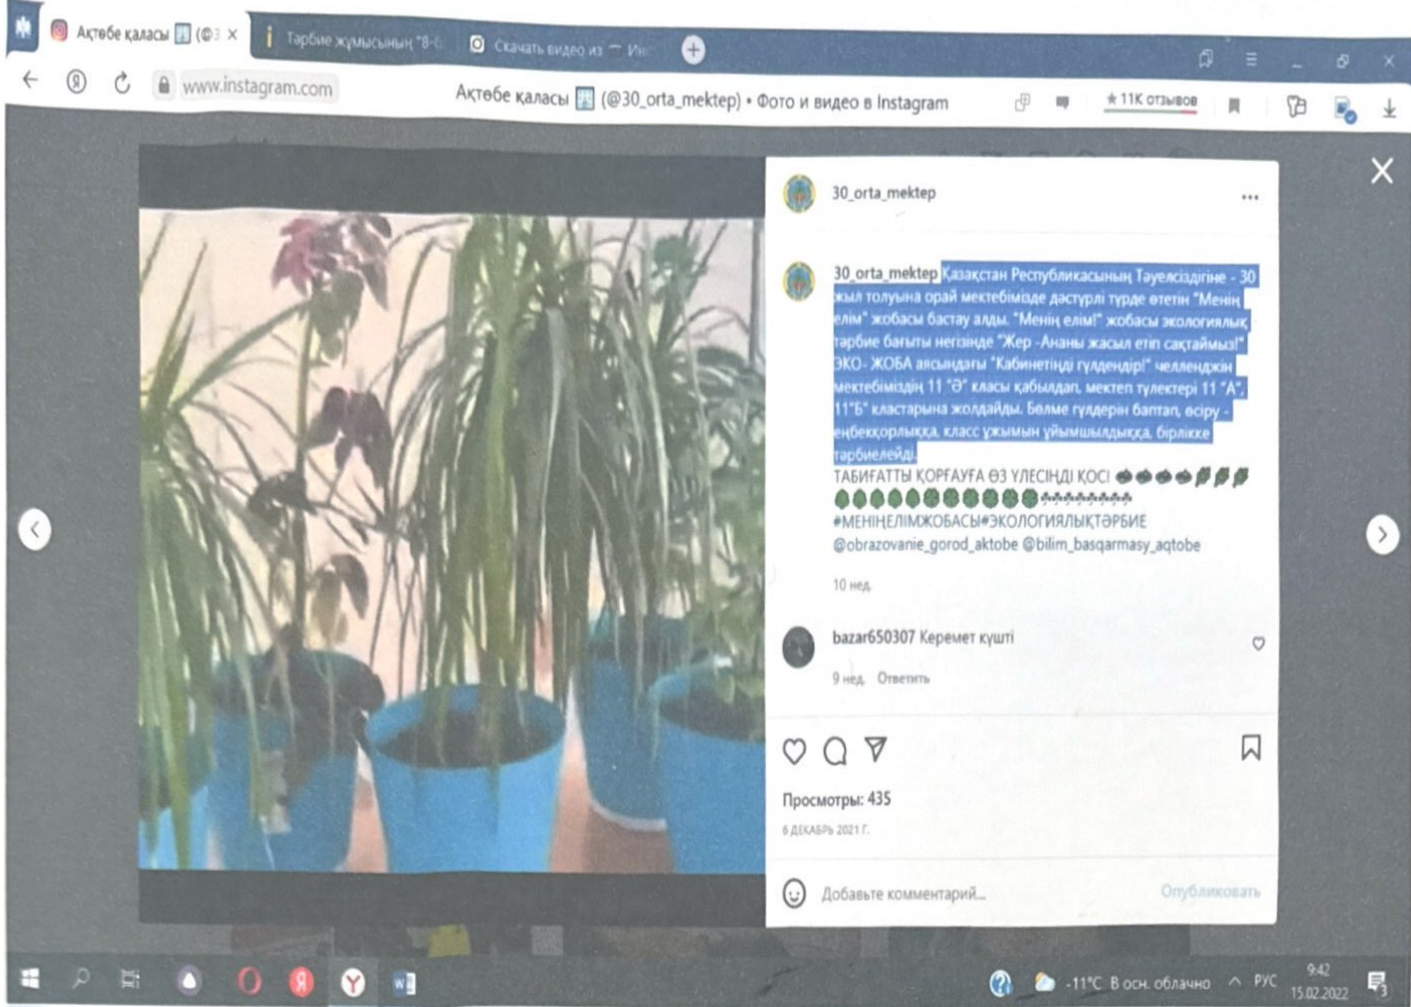 Ақтөбе қаласы (@3
Тәрбие жұмысының "8-6
Скачать видео из — Ин
www.instagram.com
Ақтөбе қаласы (@30_orta_mektep) • Фото и видео в Instagram
★ 11K отзывов
30_orta_mektep
30_orta_mektep Қазақстан Республикасының Тәуелсіздігіне - 30
жыл толуына орай мектебімізде дәстүрлі түрде өтетін "Менің
елім" жобасы бастау алды. "Менің елім!" жобасы экологиялық
тәрбие бағыты негізінде "Жер -Ананы жасыл етіп сақтаймыз!"
ЭКО- ЖОБА аясындағы "Кабинетіңді гүлдендір!" челленджін
мектебіміздің 11 "Ә" класы қабылдап, мектеп түлектері 11 "А",
11"Б" кластарына жолдайды. Бөлме гүлдерін баптап, өсіру -
еңбекқорлыққа, класс ұжымын ұйымшылдыққа, бірлікке
тәрбиелейді.
ТАБИҒАТТЫ ҚОРҒАУҒА ӨЗ ҮЛЕСІҢДІ ҚОС!
#МЕНІҢЕЛІМЖОБАСЫ#ЭКОЛОГИЯЛЫҚТӘРБИЕ
@obrazovanie_gorod_aktobe @bilim_basqarmasy_aqtobe
10 нед.
bazar650307 Керемет күшті
9 нед. Ответить
Просмотры: 435
6 ДЕКАБРЬ 2021 Г.
Добавьте комментарий...
Опубликовать
-11°C В осн. облачно
РУС
9:42
15.02.2022
3